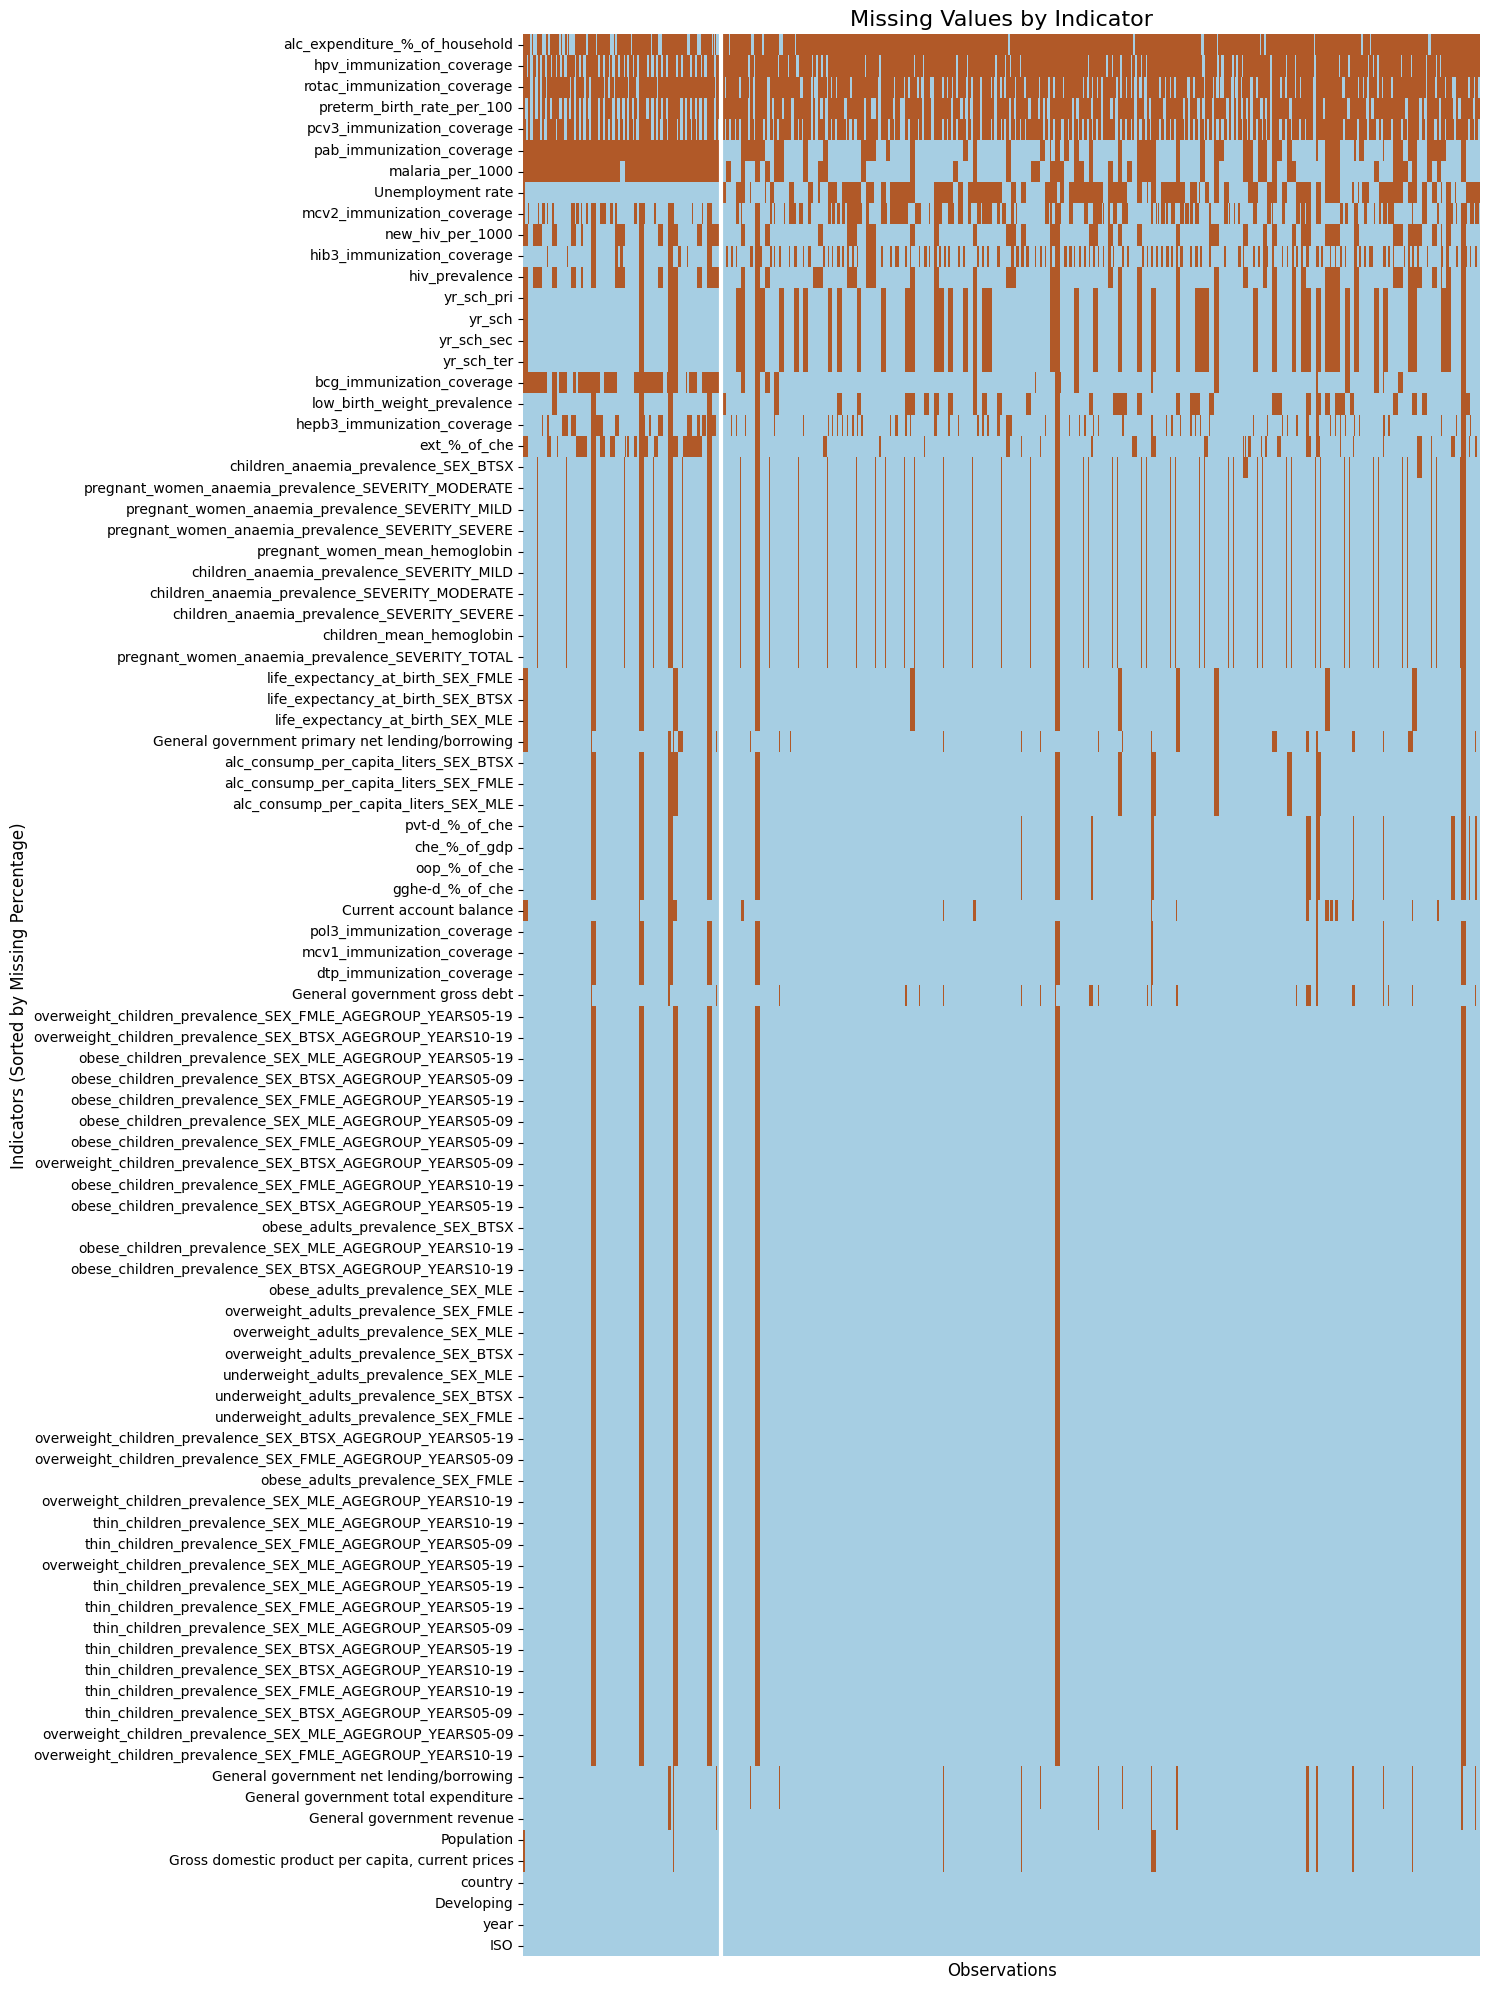 Missing Values by Indicator
alc_expenditure_%_of_household
hpv_immunization_coverage
rotac_immunization_coverage
preterm_birth_rate_per_100
pcv3_immunization_coverage
pab_immunization_coverage
malaria_per_1000
Unemployment rate
mcv2_immunization_coverage
new_hiv_per_1000
hib3_immunization_coverage
hiv_prevalence
yr_sch_pri
yr_sch
yr_sch_sec
yr_sch_ter
bcg_immunization_coverage
low_birth_weight_prevalence
hepb3_immunization_coverage
ext_%_of_che
children_anaemia_prevalence_SEX_BTSX
pregnant_women_anaemia_prevalence_SEVERITY_MODERATE
pregnant_women_anaemia_prevalence_SEVERITY_MILD
pregnant_women_anaemia_prevalence_SEVERITY_SEVERE
pregnant_women_mean_hemoglobin
children_anaemia_prevalence_SEVERITY_MILD
children_anaemia_prevalence_SEVERITY_MODERATE
children_anaemia_prevalence_SEVERITY_SEVERE
children_mean_hemoglobin
pregnant_women_anaemia_prevalence_SEVERITY_TOTAL
life_expectancy_at_birth_SEX_FMLE
life_expectancy_at_birth_SEX_BTSX
life_expectancy_at_birth_SEX_MLE
General government primary net lending/borrowing
alc_consump_per_capita_liters_SEX_BTSX
alc_consump_per_capita_liters_SEX_FMLE
alc_consump_per_capita_liters_SEX_MLE
pvt-d_%_of_che
che_%_of_gdp
oop_%_of_che
gghe-d_%_of_che
Current account balance
pol3_immunization_coverage
mcv1_immunization_coverage
dtp_immunization_coverage
General government gross debt
overweight_children_prevalence_SEX_FMLE_AGEGROUP_YEARS05-19
overweight_children_prevalence_SEX_BTSX_AGEGROUP_YEARS10-19
obese_children_prevalence_SEX_MLE_AGEGROUP_YEARS05-19
obese_children_prevalence_SEX_BTSX_AGEGROUP_YEARS05-09
obese_children_prevalence_SEX_FMLE_AGEGROUP_YEARS05-19
obese_children_prevalence_SEX_MLE_AGEGROUP_YEARS05-09
obese_children_prevalence_SEX_FMLE_AGEGROUP_YEARS05-09
overweight_children_prevalence_SEX_BTSX_AGEGROUP_YEARS05-09
obese_children_prevalence_SEX_FMLE_AGEGROUP_YEARS10-19
obese_children_prevalence_SEX_BTSX_AGEGROUP_YEARS05-19
obese_adults_prevalence_SEX_BTSX
obese_children_prevalence_SEX_MLE_AGEGROUP_YEARS10-19
obese_children_prevalence_SEX_BTSX_AGEGROUP_YEARS10-19
obese_adults_prevalence_SEX_MLE
overweight_adults_prevalence_SEX_FMLE
overweight_adults_prevalence_SEX_MLE
overweight_adults_prevalence_SEX_BTSX
underweight_adults_prevalence_SEX_MLE
underweight_adults_prevalence_SEX_BTSX
underweight_adults_prevalence_SEX_FMLE
overweight_children_prevalence_SEX_BTSX_AGEGROUP_YEARS05-19
overweight_children_prevalence_SEX_FMLE_AGEGROUP_YEARS05-09
obese_adults_prevalence_SEX_FMLE
overweight_children_prevalence_SEX_MLE_AGEGROUP_YEARS10-19
thin_children_prevalence_SEX_MLE_AGEGROUP_YEARS10-19
thin_children_prevalence_SEX_FMLE_AGEGROUP_YEARS05-09
overweight_children_prevalence_SEX_MLE_AGEGROUP_YEARS05-19
thin_children_prevalence_SEX_MLE_AGEGROUP_YEARS05-19
thin_children_prevalence_SEX_FMLE_AGEGROUP_YEARS05-19
thin_children_prevalence_SEX_MLE_AGEGROUP_YEARS05-09
thin_children_prevalence_SEX_BTSX_AGEGROUP_YEARS05-19
thin_children_prevalence_SEX_BTSX_AGEGROUP_YEARS10-19
thin_children_prevalence_SEX_FMLE_AGEGROUP_YEARS10-19
thin_children_prevalence_SEX_BTSX_AGEGROUP_YEARS05-09
overweight_children_prevalence_SEX_MLE_AGEGROUP_YEARS05-09
overweight_children_prevalence_SEX_FMLE_AGEGROUP_YEARS10-19
General government net lending/borrowing
General government total expenditure
General government revenue
Population
Gross domestic product per capita, current prices
country
Developing
year
ISO
Indicators (Sorted by Missing Percentage)
Observations